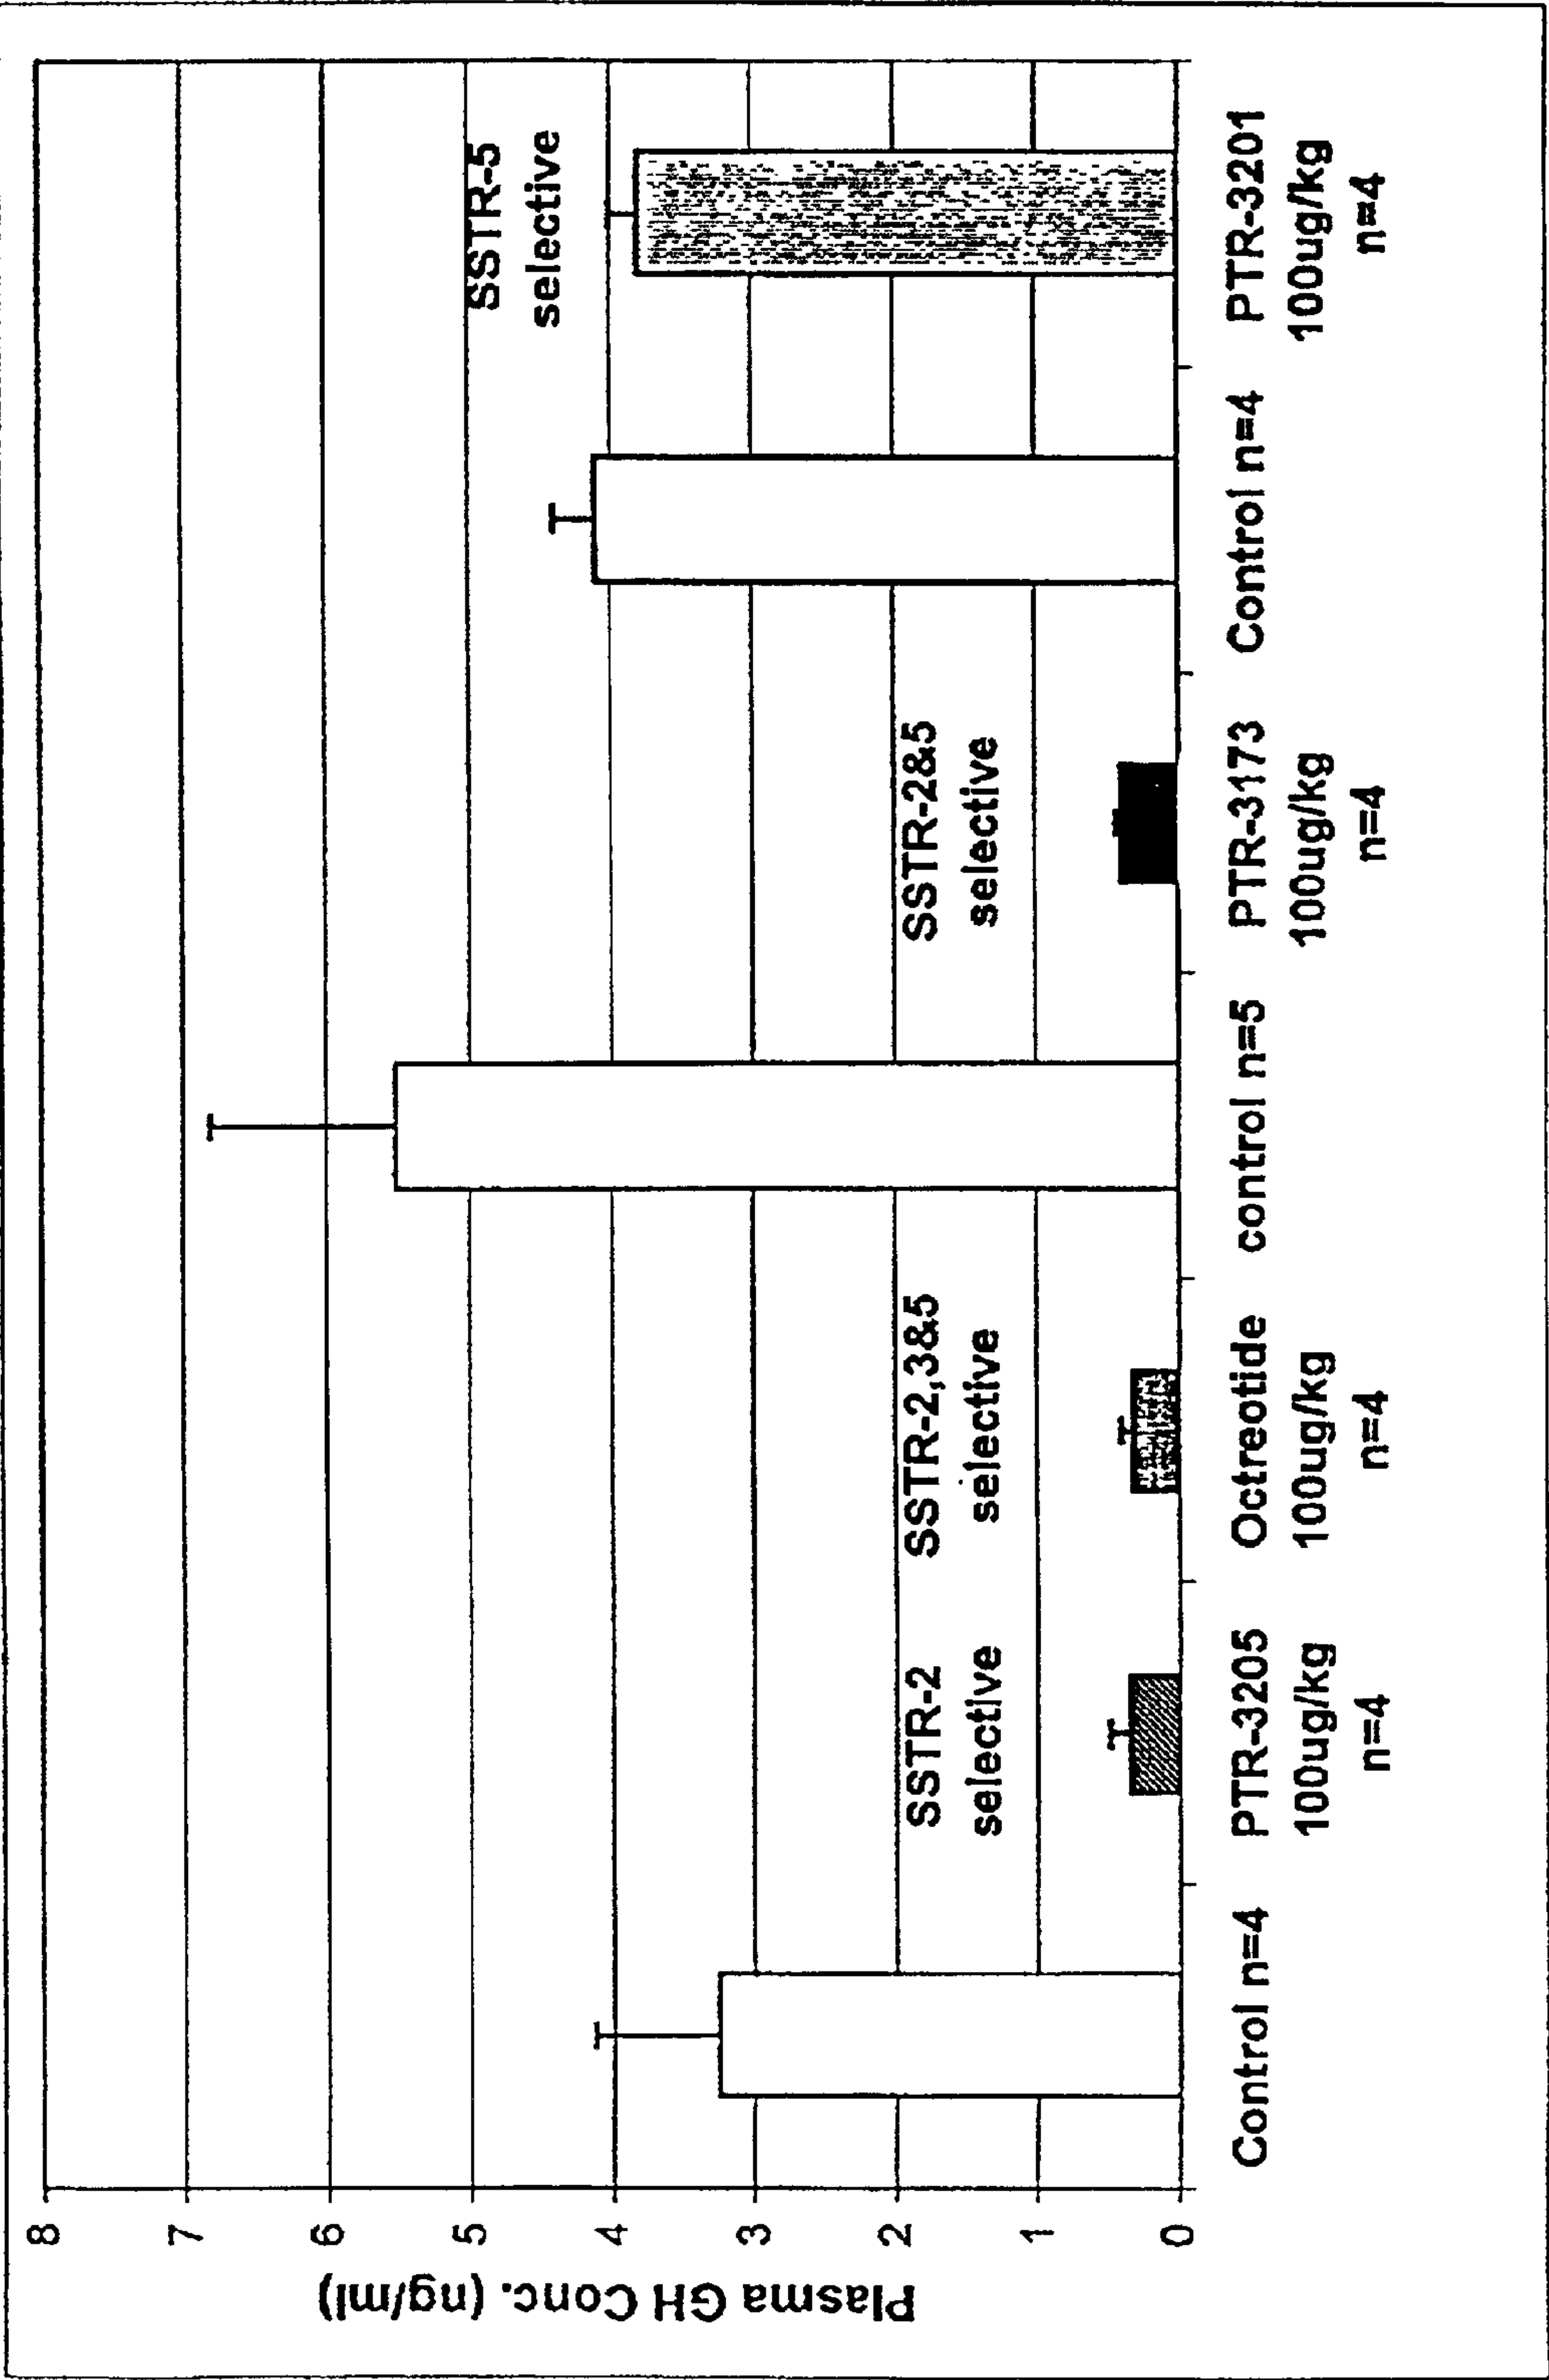 Plasma GH Conc. (ng/ml)
8
7
6
5
4
3
2
1
0
SSTR-2
selective
SSTR-2,3&5
selective
SSTR-2&5
selective
SSTR-5
selective
Control n=4
PTR-3205
100ug/kg
n=4
Octreotide
100ug/kg
n=4
control n=5
PTR-3173
100ug/kg
n=4
Control n=4
PTR-3201
100ug/kg
n=4